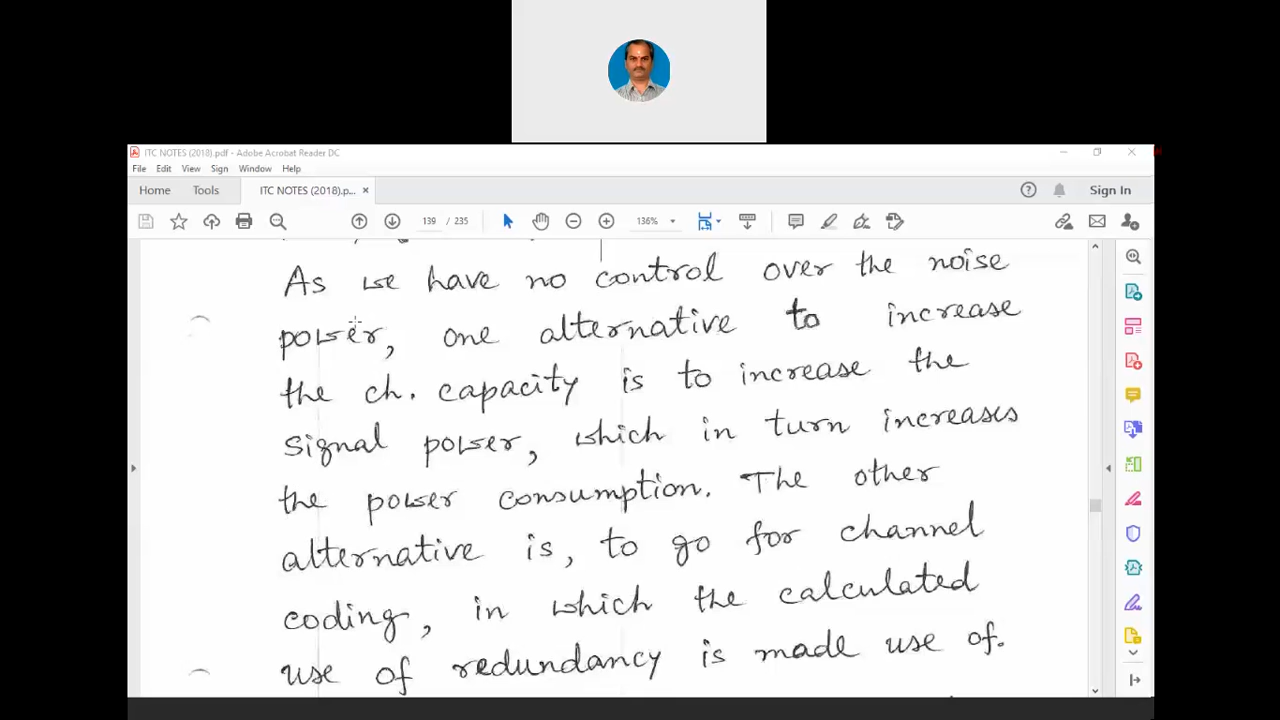 ITC NOTES (2018).pdf - Adobe Acrobat Reader DC
File Edit View Sign Window Help
Home Tools ITC NOTES (2018).p... × Sign In
139 / 235 136%
As we have no control over the noise
power, one alternative to increase
the ch. capacity is to increase the
signal power, which in turn increases
the power consumption. The other
alternative is, to go for channel
coding, in which the calculated
use of redundancy is made use of.